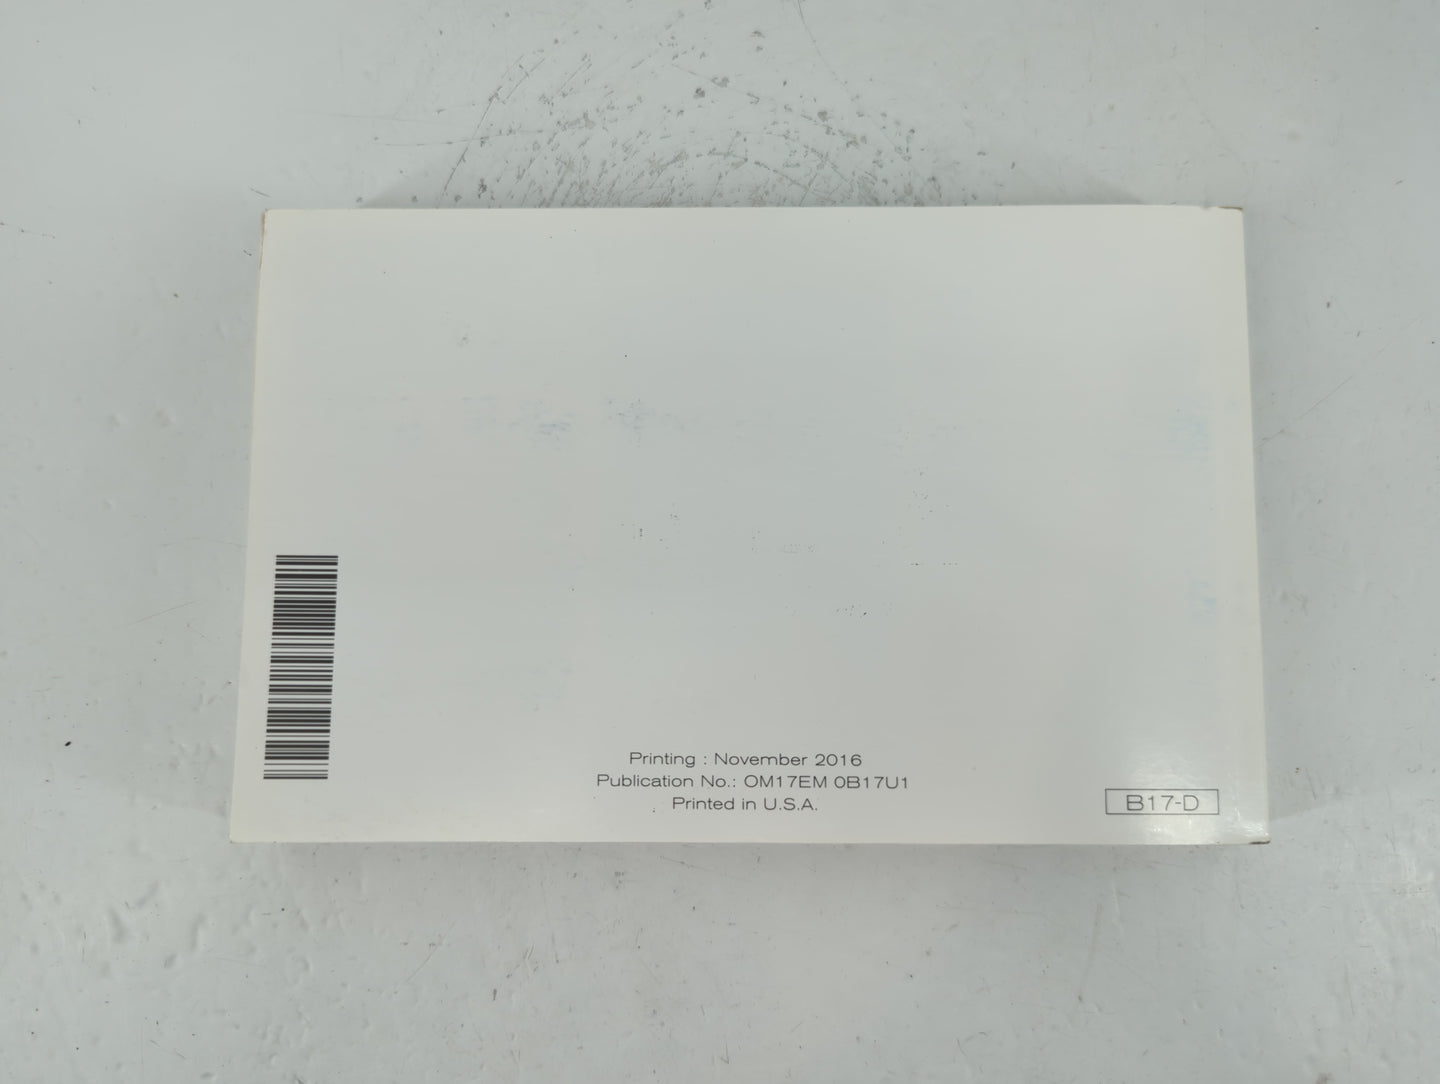 Printing : November 2016
Publication No.: OM17EM 0B17U1
Printed in U.S.A.
B17-D